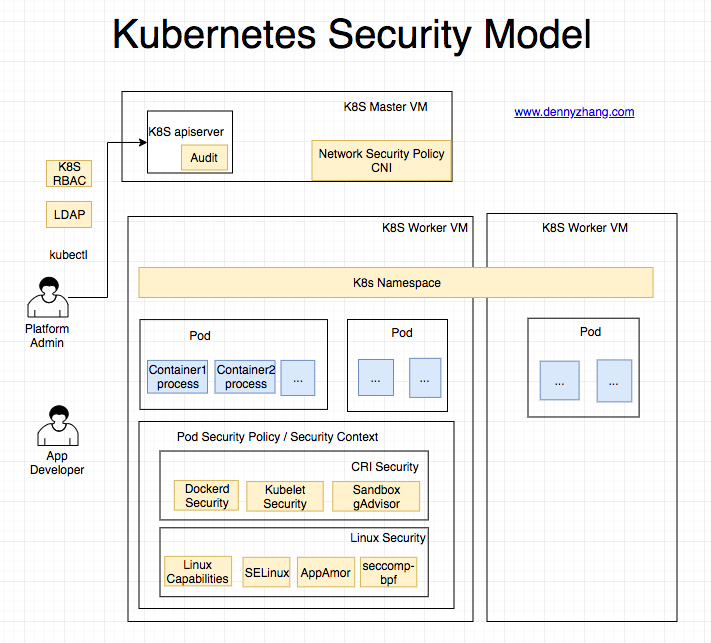 Kubernetes Security Model
K8S Master VM
www.dennyzhang.com
K8S apiserver
Audit
Network Security Policy
CNI
K8S
RBAC
LDAP
kubectl
Platform
Admin
App
Developer
K8S Worker VM
K8S Worker VM
K8s Namespace
Pod
Container1
process
Container2
process
...
Pod
...
...
Pod
...
...
Pod Security Policy / Security Context
CRI Security
Dockerd
Security
Kubelet
Security
Sandbox
gAdvisor
Linux Security
Linux
Capabilities
SELinux
AppAmor
seccomp-
bpf